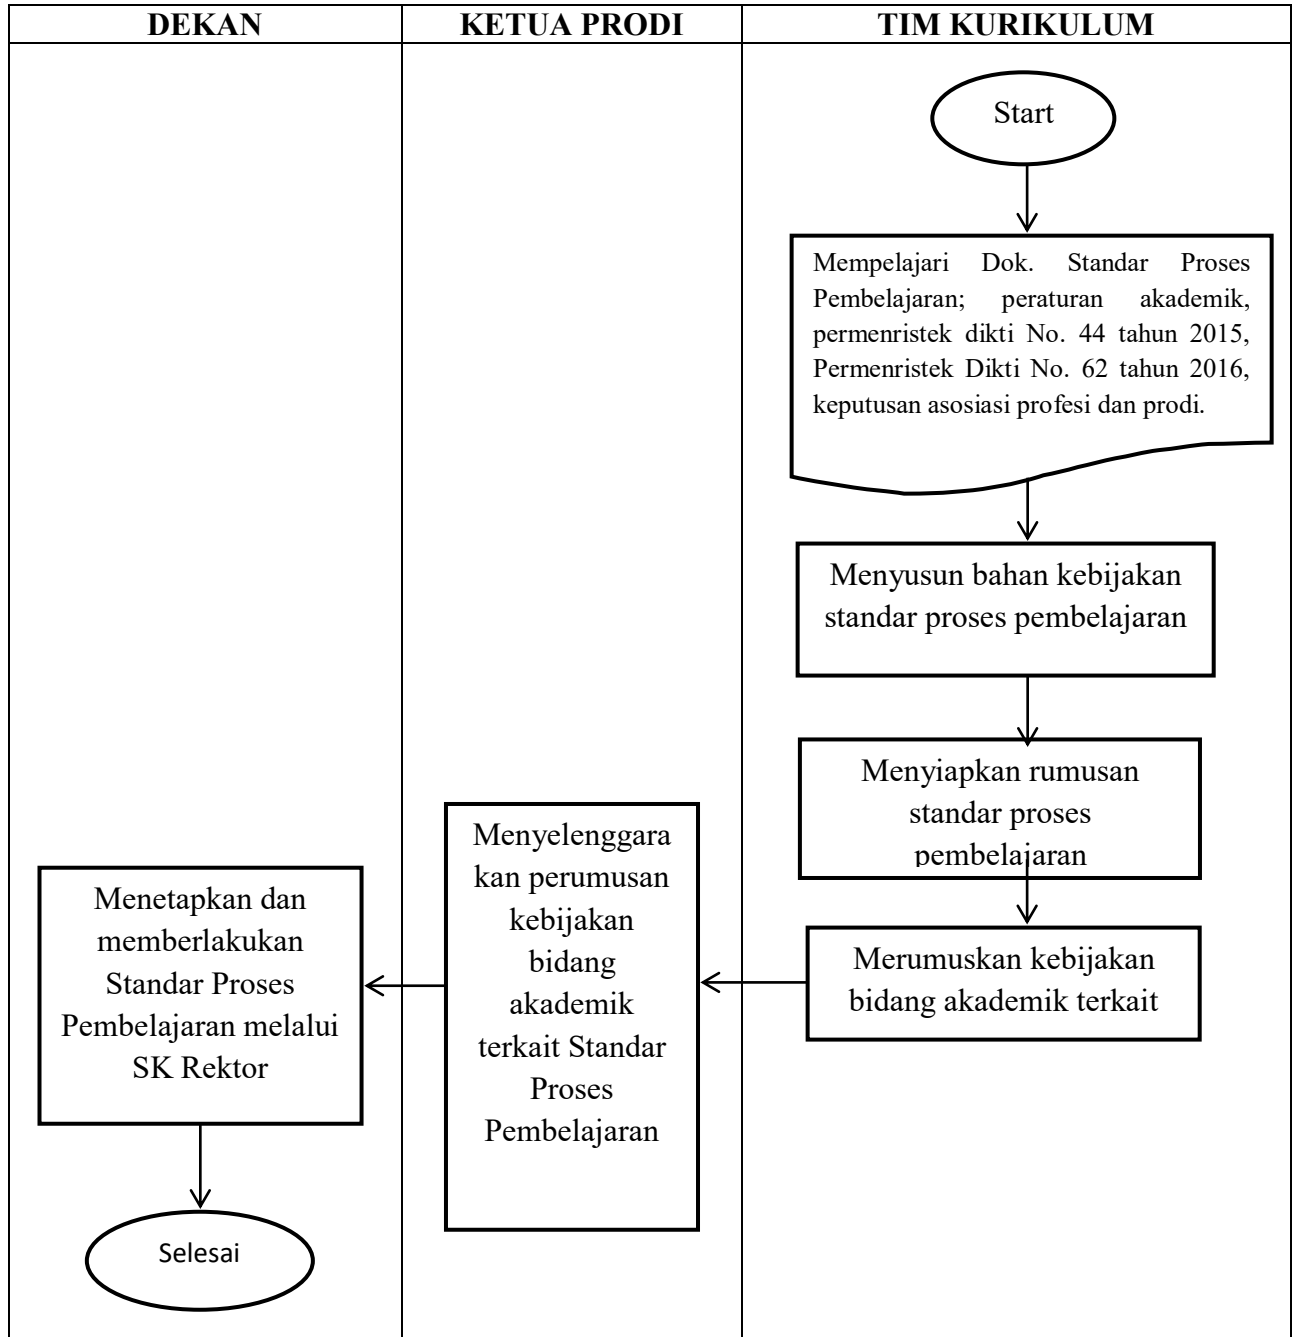 DEKAN
KETUA PRODI
TIM KURIKULUM
Start
Mempelajari Dok. Standar Proses
Pembelajaran; peraturan akademik,
permenristek dikti No. 44 tahun 2015,
Permenristek Dikti No. 62 tahun 2016,
keputusan asosiasi profesi dan prodi.
Menyusun bahan kebijakan
standar proses pembelajaran
Menyiapkan rumusan
standar proses
pembelajaran
Merumuskan kebijakan
bidang akademik terkait
Menyelenggara
kan perumusan
kebijakan
bidang
akademik
terkait Standar
Proses
Pembelajaran
Menetapkan dan
memberlakukan
Standar Proses
Pembelajaran melalui
SK Rektor
Selesai